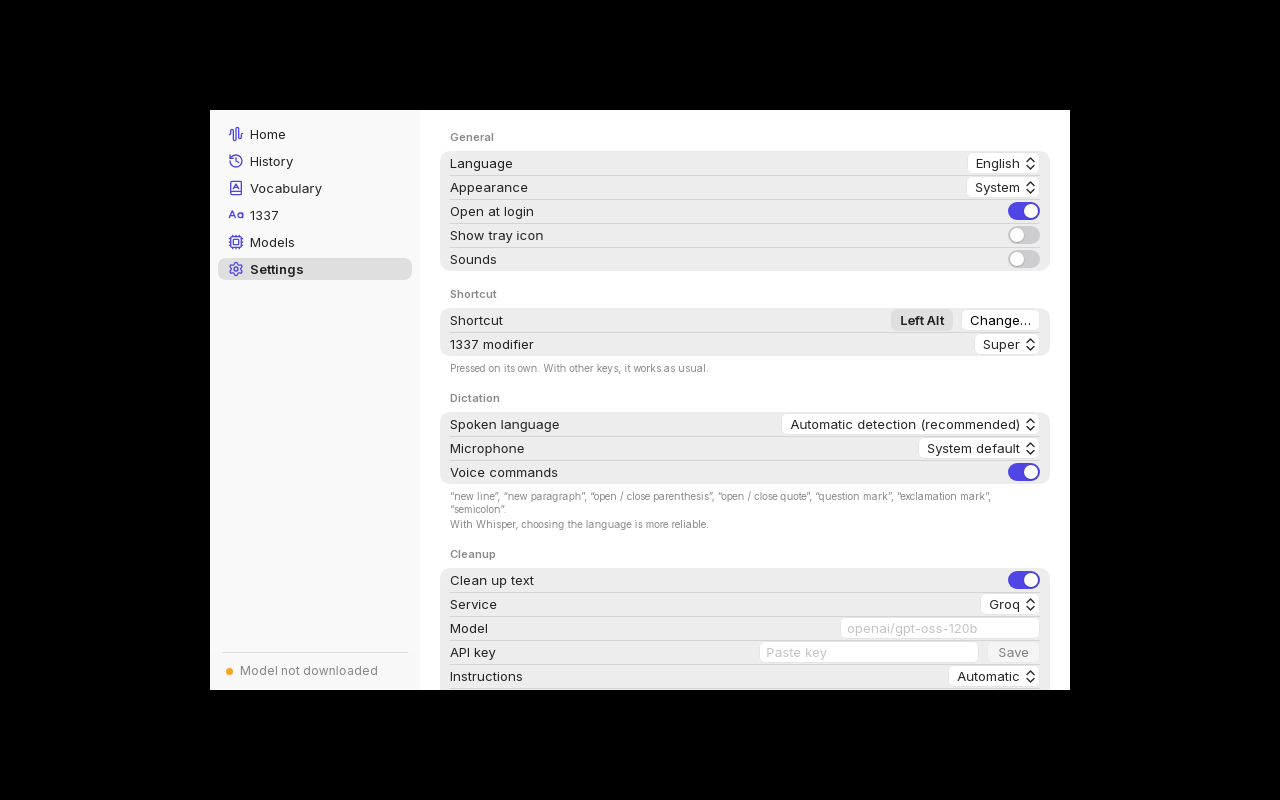 Home
History
Vocabulary
1337
Models
Settings
Model not downloaded
General
Language English
Appearance System
Open at login
Show tray icon
Sounds
Shortcut
Shortcut Left Alt Change…
1337 modifier Super
Pressed on its own. With other keys, it works as usual.
Dictation
Spoken language Automatic detection (recommended)
Microphone System default
Voice commands
“new line”, “new paragraph”, “open / close parenthesis”, “open / close quote”, “question mark”, “exclamation mark”,
“semicolon”.
With Whisper, choosing the language is more reliable.
Cleanup
Clean up text
Service Groq
Model openai/gpt-oss-120b
API key Paste key Save
Instructions Automatic